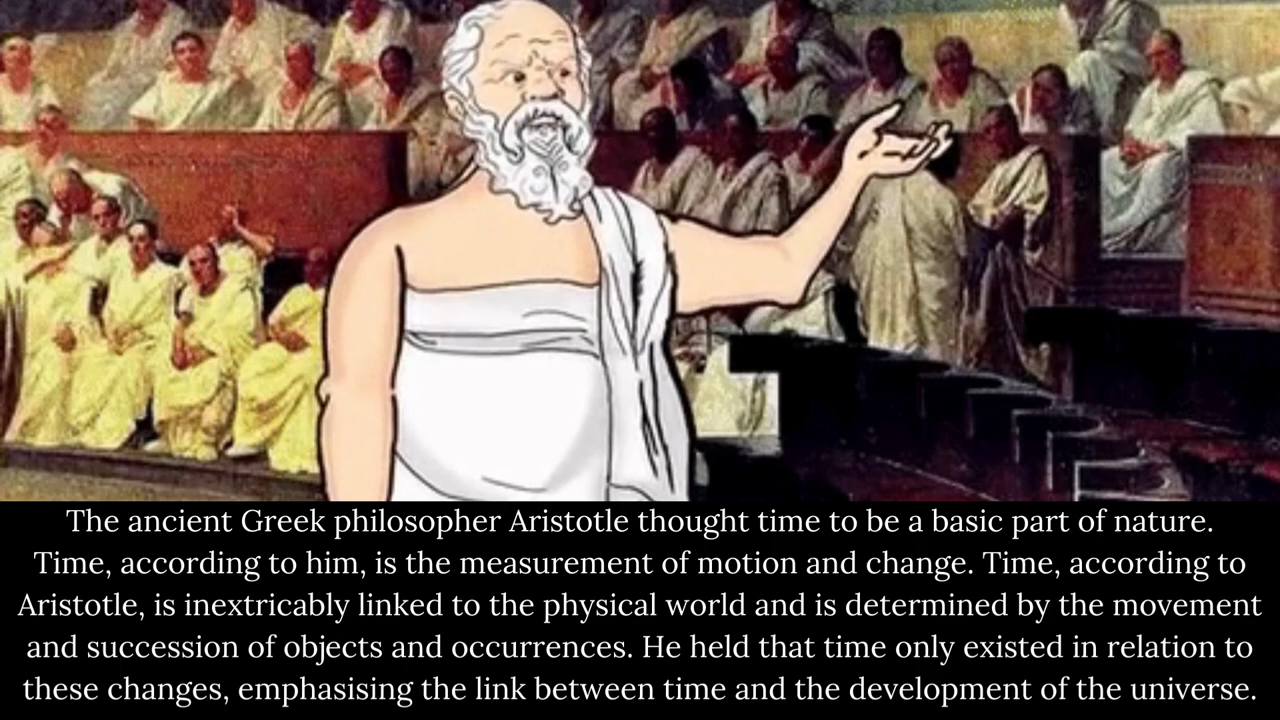 The ancient Greek philosopher Aristotle thought time to be a basic part of nature.
Time, according to him, is the measurement of motion and change. Time, according to
Aristotle, is inextricably linked to the physical world and is determined by the movement
and succession of objects and occurrences. He held that time only existed in relation to
these changes, emphasising the link between time and the development of the universe.